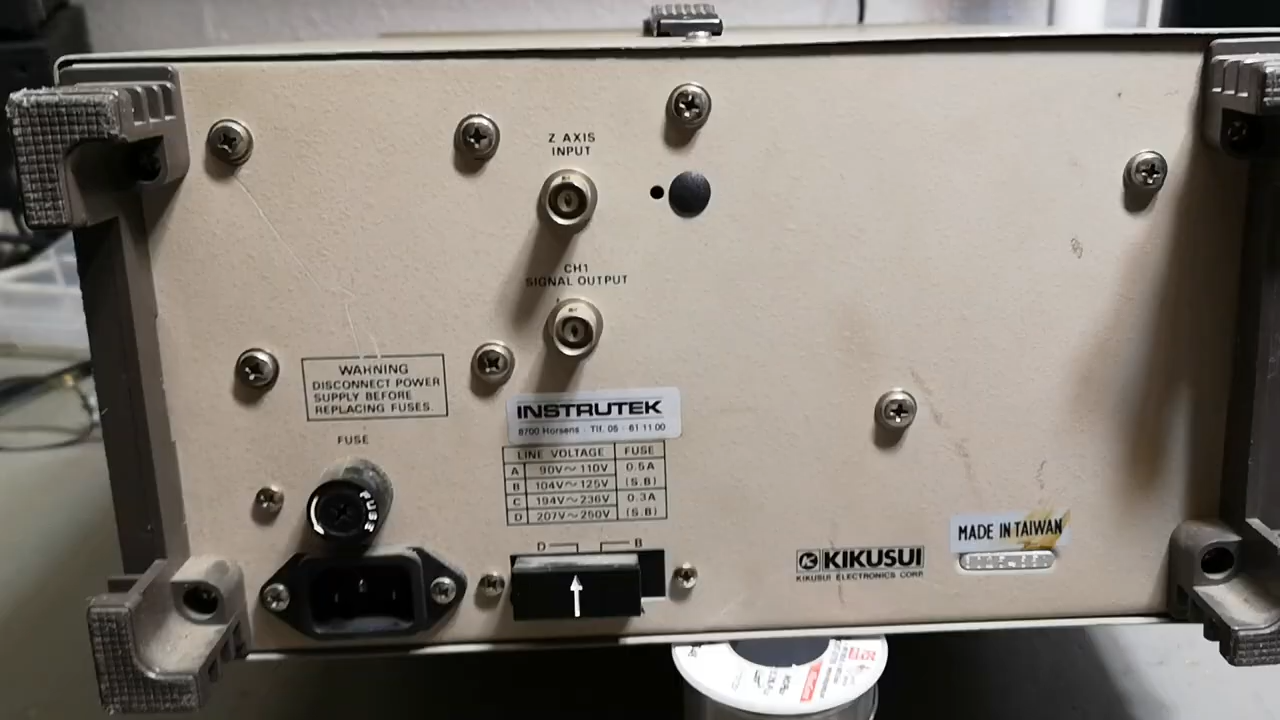 Z AXIS
INPUT
CH1
SIGNAL OUTPUT
WARNING
DISCONNECT POWER
SUPPLY BEFORE
REPLACING FUSES.
INSTRUTEK
8700 Horsens - Tlf. 05 - 61 11 00
FUSE
LINE VOLTAGE FUSE
A 90V~110V 0.5A
B 104V~125V (S.B)
C 194V~236V 0.3A
D 207V~250V (S.B)
FUSE
D B
MADE IN TAIWAN
KIKUSUI
KIKUSUI ELECTRONICS CORP.